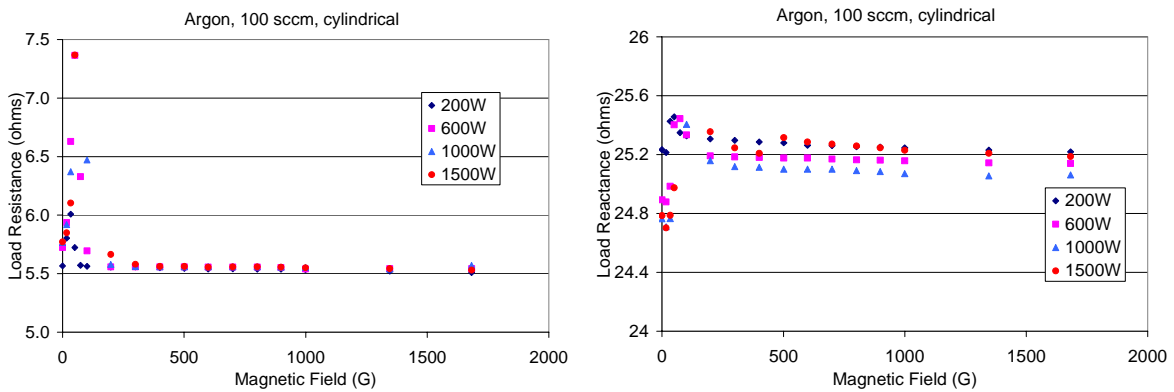 Argon, 100 sccm, cylindrical
7.5
7.0
6.5
6.0
5.5
5.0
Load Resistance (ohms)
200W
600W
1000W
1500W
0 500 1000 1500 2000
Magnetic Field (G)
Argon, 100 sccm, cylindrical
26
25.6
25.2
24.8
24.4
24
Load Reactance (ohms)
200W
600W
1000W
1500W
0 500 1000 1500 2000
Magnetic Field (G)